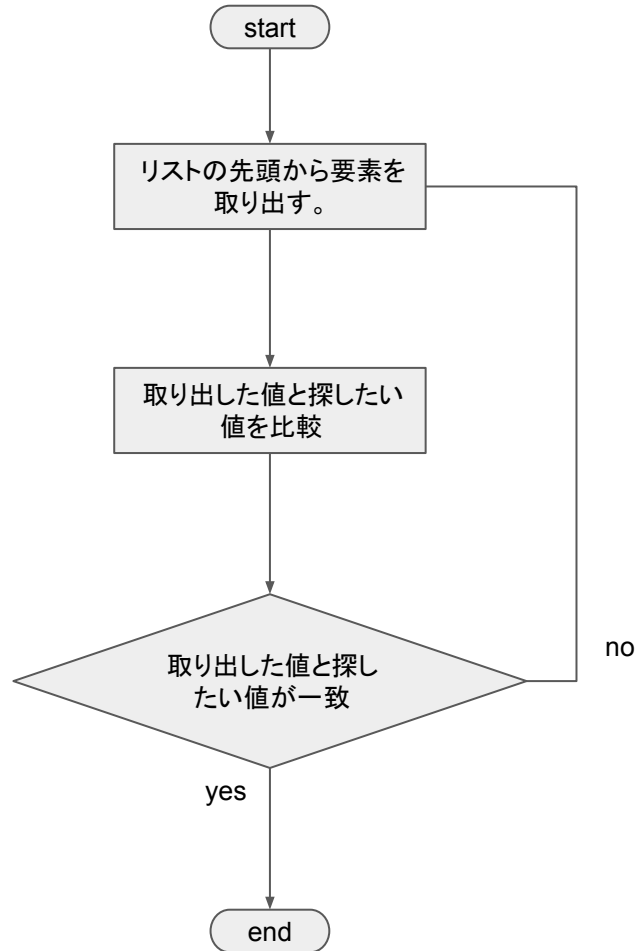 start
リストの先頭から要素を
取り出す。
取り出した値と探したい
値を比較
取り出した値と探し
たい値が一致
no
yes
end